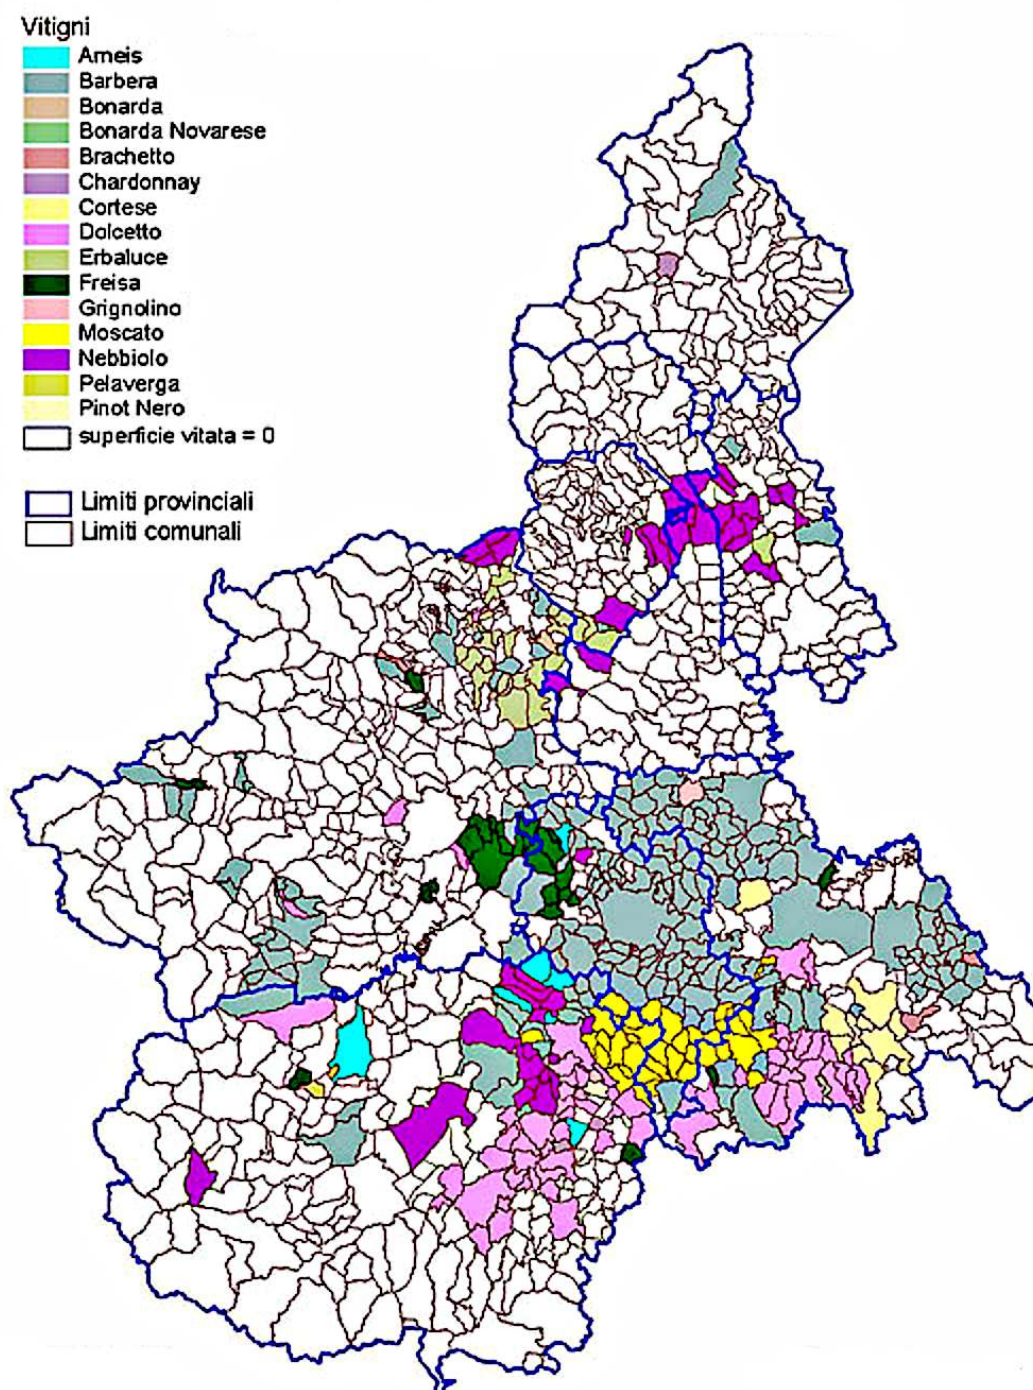 Vitigni
Arneis
Barbera
Bonarda
Bonarda Novarese
Brachetto
Chardonnay
Cortese
Dolcetto
Erbaluce
Freisa
Grignolino
Moscato
Nebbiolo
Pelaverga
Pinot Nero
superficie vitata = 0
Limiti provinciali
Limiti comunali